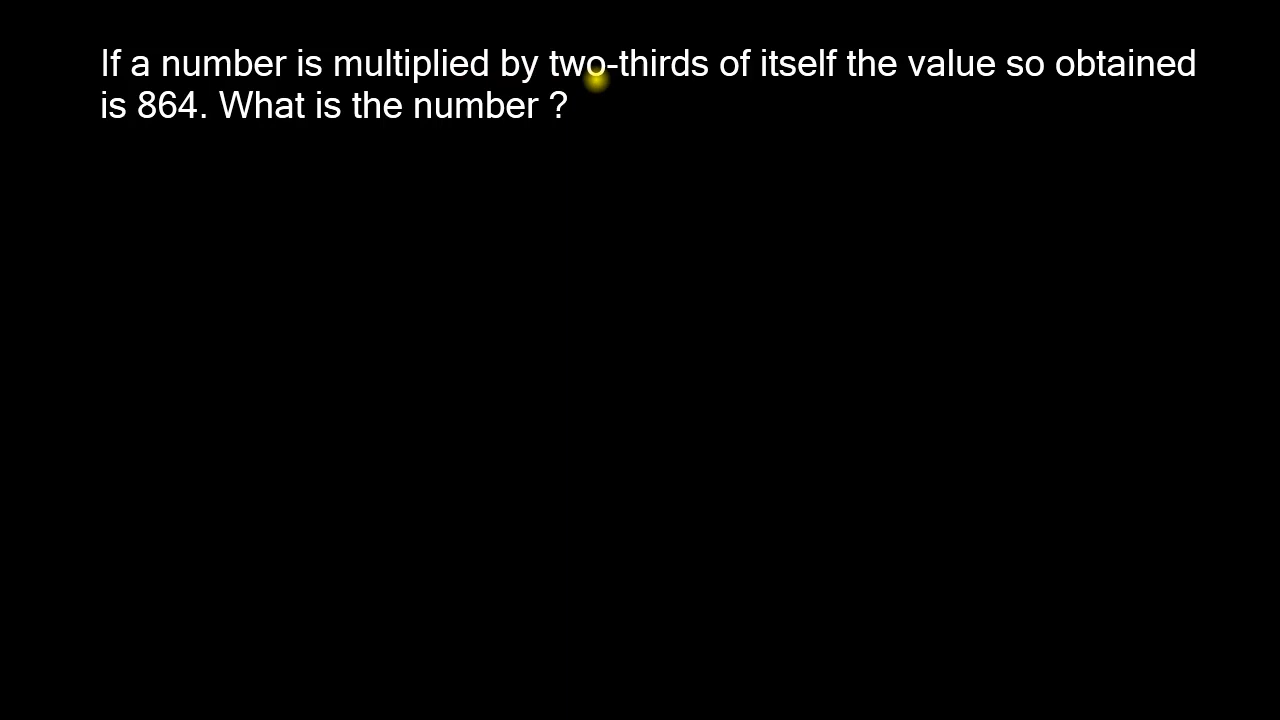 If a number is multiplied by two-thirds of itself the value so obtained
is 864. What is the number ?